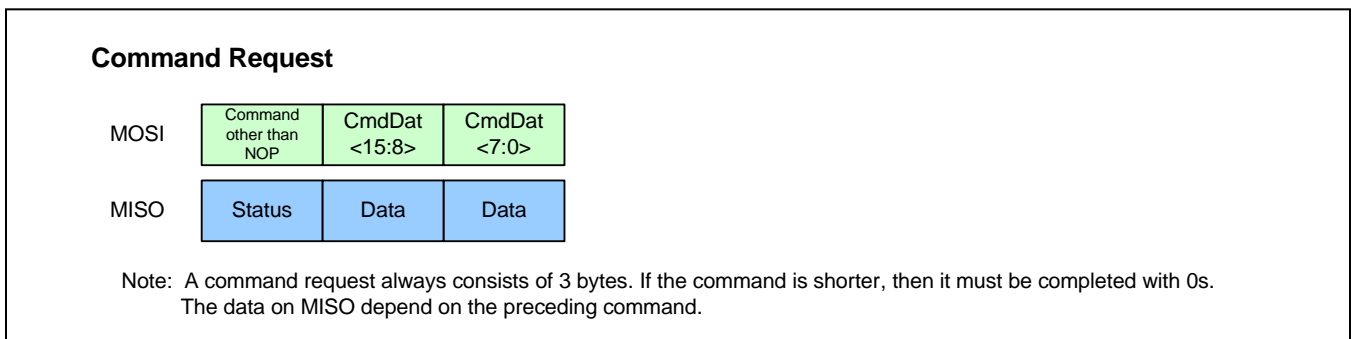 Command Request
MOSI
Command
other than
NOP
CmdDat
<15:8>
CmdDat
<7:0>
MISO
Status
Data
Data
Note: A command request always consists of 3 bytes. If the command is shorter, then it must be completed with 0s.
The data on MISO depend on the preceding command.